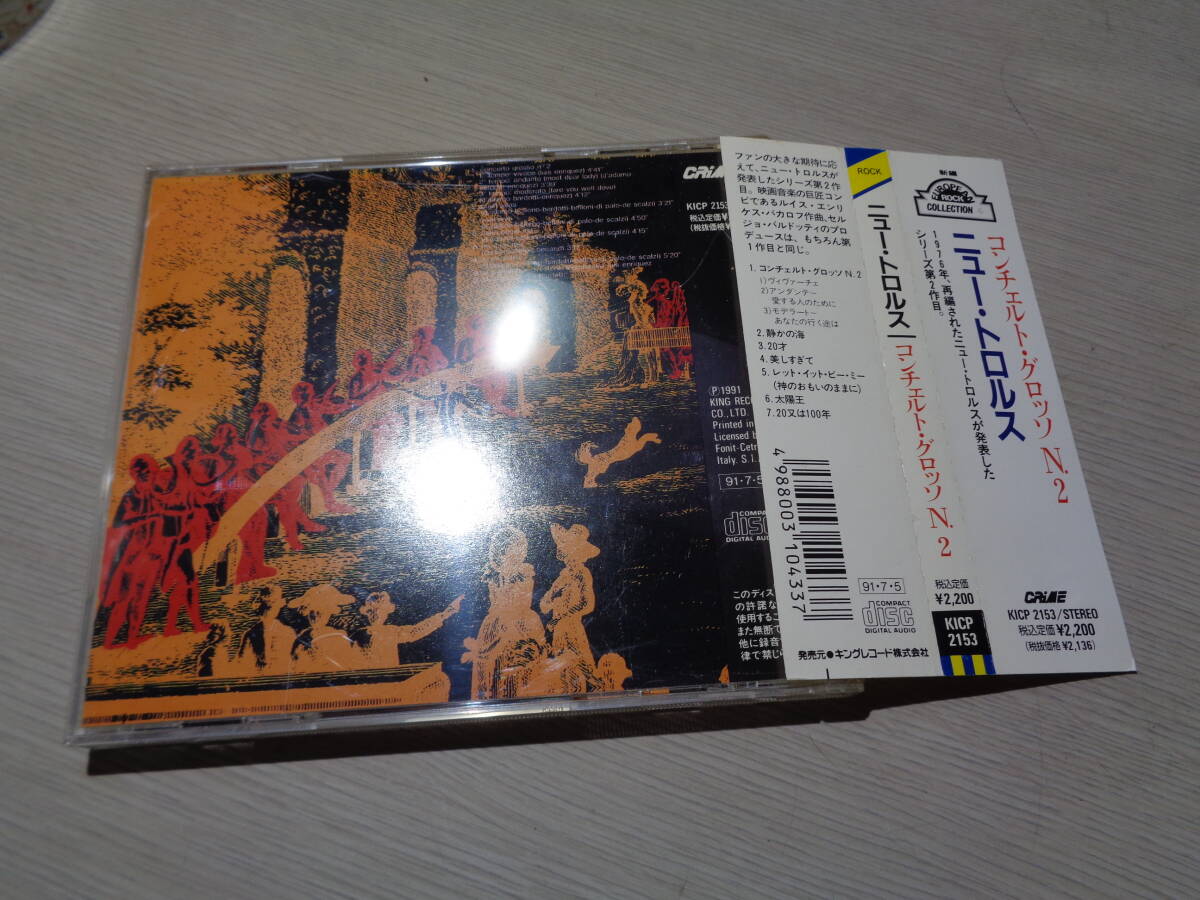 concerto grosso n° 2
CRIME
KICP 2153
(P)1991
KING RECO
CO., LTD.
Printed in
Licensed b
Fonit-Cetr
Italy. S.I.
91·7·5
COMPACT
disc
DIGITAL AUDIO
このディス
の許諾な
使用するこ
また無断で
他に録音
律で禁じ
ファンの大きな期待に応
えて、ニュー・トロルスが
発表したシリーズ第2作
目。映画音楽の巨匠コン
ビであるルイス・エンリ
ケス・バカロフ作曲、セル
ジョ・バルドッティのプロ
デュースは、もちろん第
1作目と同じ。
1. コンチェルト・グロッソ N.2
1)ヴィヴァーチェ
2)アンダンテ〜
愛する人のために
3)モデラート〜
あなたの行く途は
2. 静かの海
3. 20才
4. 美しすぎて
5. レット・イット・ビー・ミー
(神のおもいのままに)
6. 太陽王
7. 20又は100年
4988003104337
ROCK
ニュー・トロルス/コンチェルト・グロッソ N.2
91·7·5
COMPACT
disc
DIGITAL AUDIO
発売元●キングレコード株式会社
新編
EUROPEAN
ROCK
COLLECTION
コンチェルト・グロッソ N.2
ニュー・トロルス
1976年、再編されたニュー・トロルスが発表した
シリーズ第2作目。
税込定価
¥2,200
KICP
2153
CRIME
KICP 2153/STEREO
税込定価¥2,200
(税抜価格¥2,136)